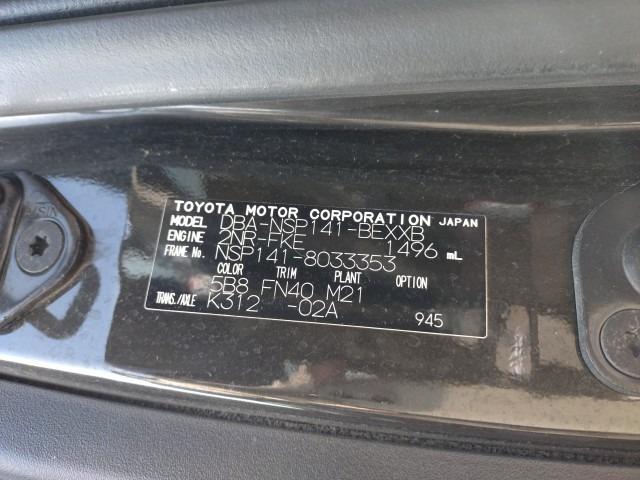 TOYOTA MOTOR CORPORATION JAPAN
MODEL DBA-NSP141-BEXXB
ENGINE 2NR-FKE 1496 mL
FRAME No. NSP141-8033353
COLOR TRIM PLANT OPTION
5B8 FN40 M21
TRANS./AXLE K312 -02A
945